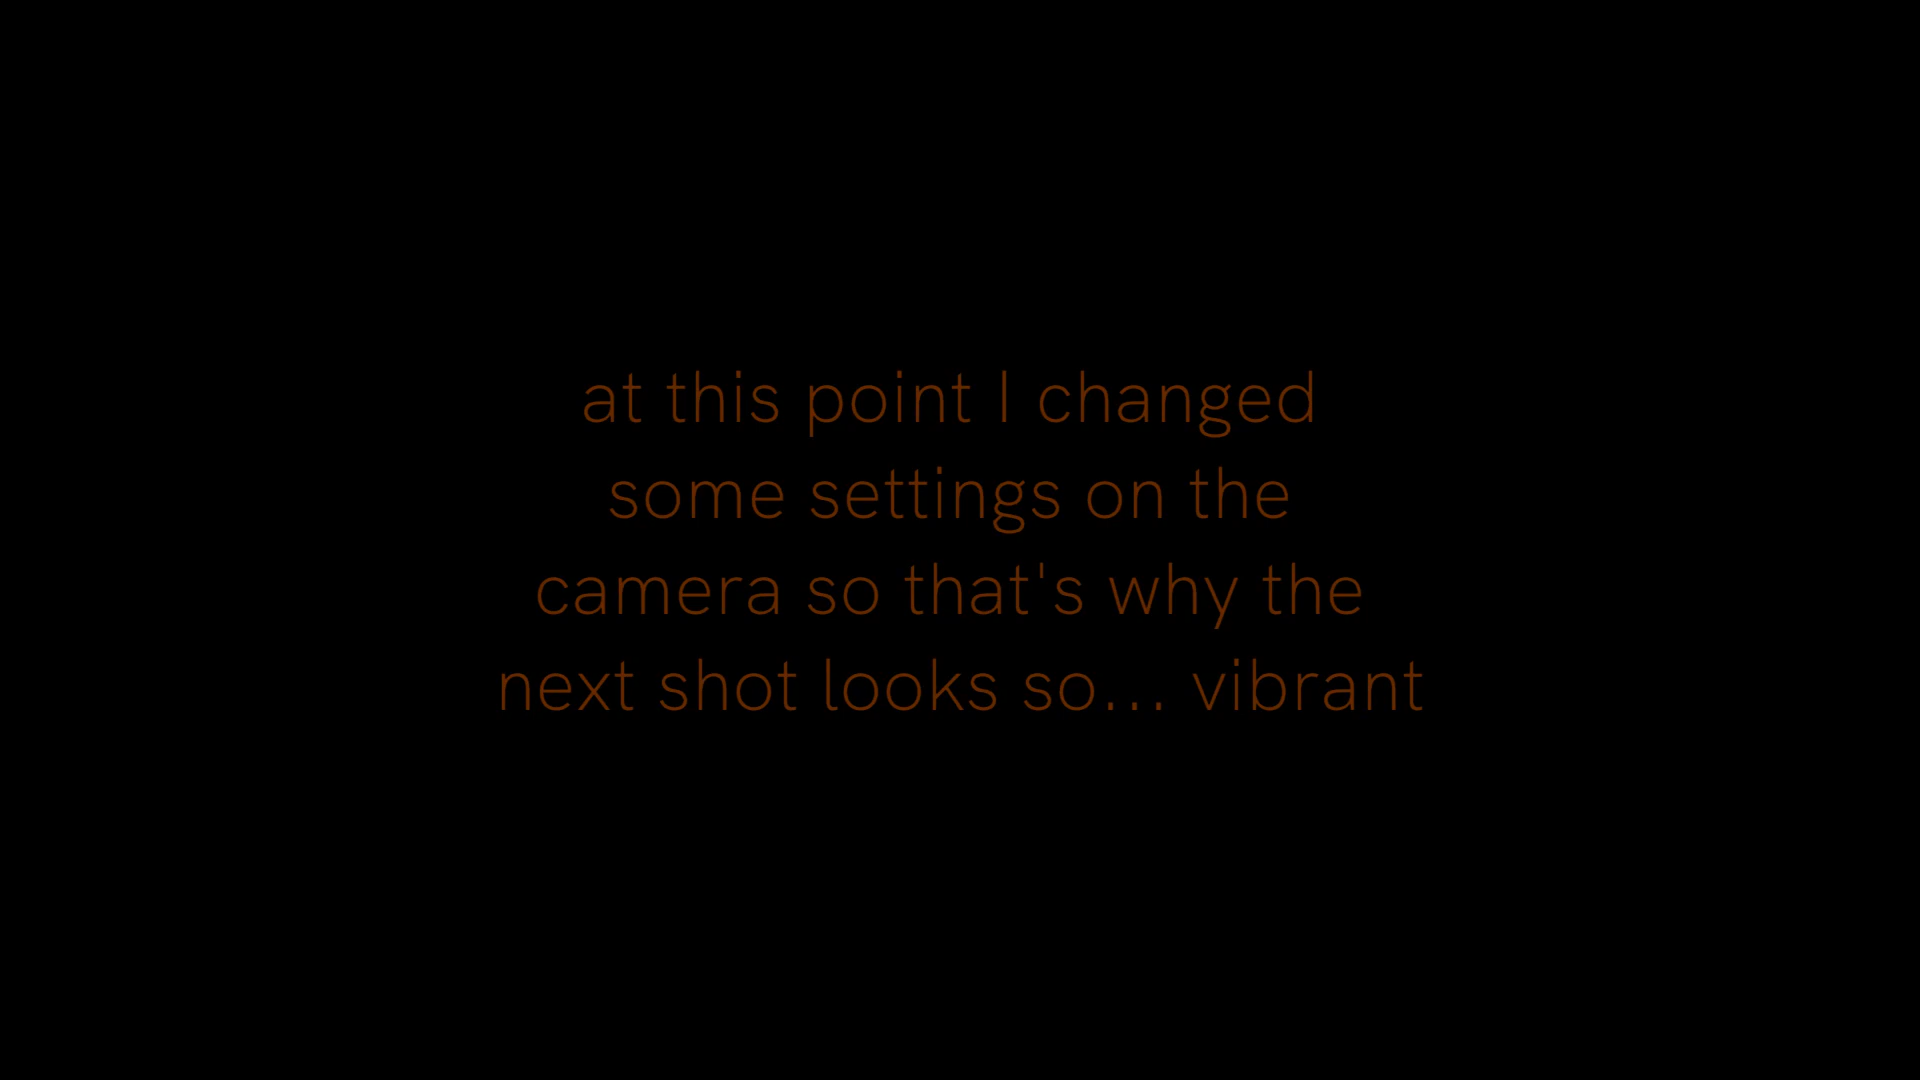 at this point I changed
some settings on the
camera so that's why the
next shot looks so... vibrant